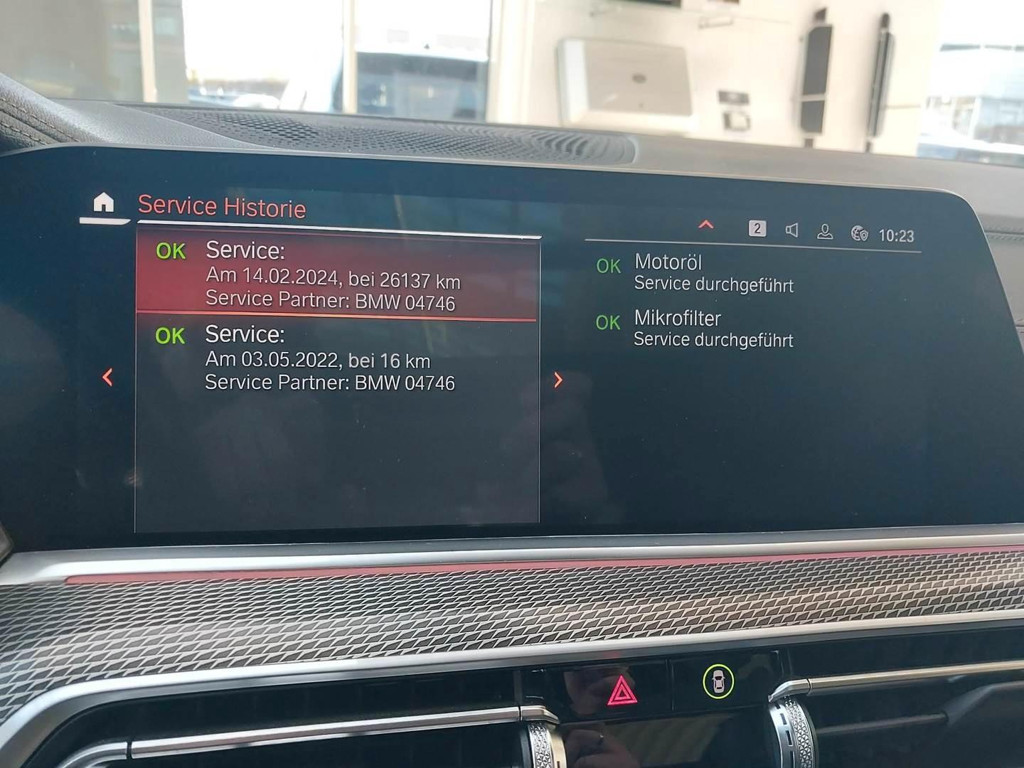 Service Historie
2
10:23
OK Service:
Am 14.02.2024, bei 26137 km
Service Partner: BMW 04746
OK Service:
Am 03.05.2022, bei 16 km
Service Partner: BMW 04746
OK Motoröl
Service durchgeführt
OK Mikrofilter
Service durchgeführt